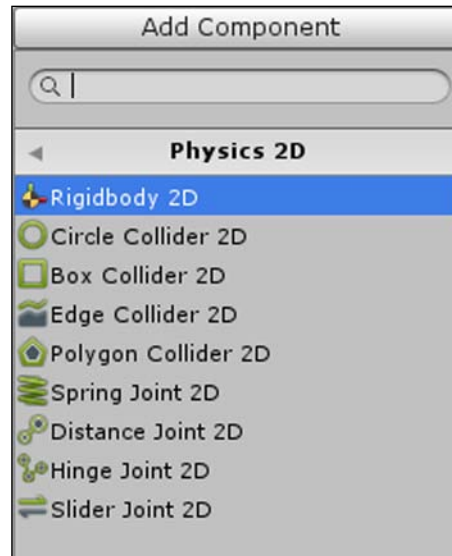 Add Component
Physics 2D
Rigidbody 2D
Circle Collider 2D
Box Collider 2D
Edge Collider 2D
Polygon Collider 2D
Spring Joint 2D
Distance Joint 2D
Hinge Joint 2D
Slider Joint 2D